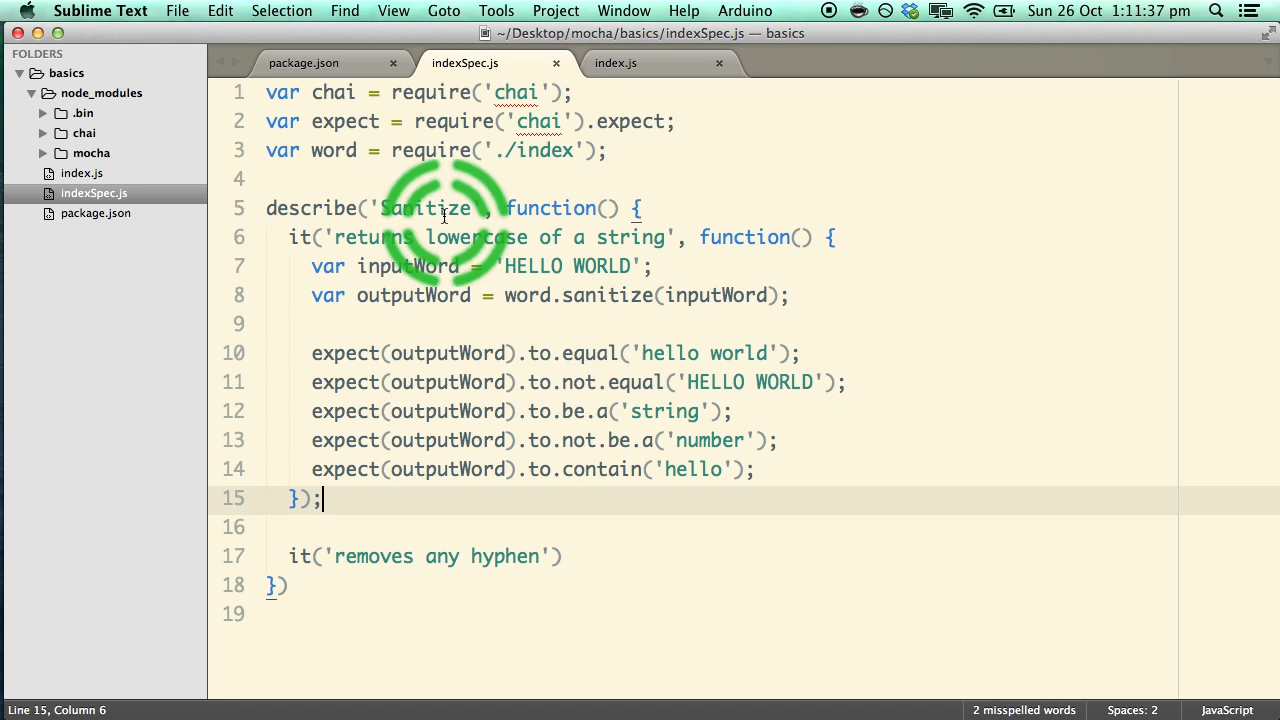 Sublime Text File Edit Selection Find View Goto Tools Project Window Help Arduino Sun 26 Oct 1:11:37 pm
~/Desktop/mocha/basics/indexSpec.js — basics
FOLDERS
basics
node_modules
.bin
chai
mocha
index.js
indexSpec.js
package.json
package.json × indexSpec.js × index.js ×
1 var chai = require('chai');
2 var expect = require('chai').expect;
3 var word = require('./index');
4
5 describe('Sanitize', function() {
6 it('returns lowercase of a string', function() {
7 var inputWord = 'HELLO WORLD';
8 var outputWord = word.sanitize(inputWord);
9
10 expect(outputWord).to.equal('hello world');
11 expect(outputWord).to.not.equal('HELLO WORLD');
12 expect(outputWord).to.be.a('string');
13 expect(outputWord).to.not.be.a('number');
14 expect(outputWord).to.contain('hello');
15 });
16
17 it('removes any hyphen')
18 })
19
Line 15, Column 6 2 misspelled words Spaces: 2 JavaScript